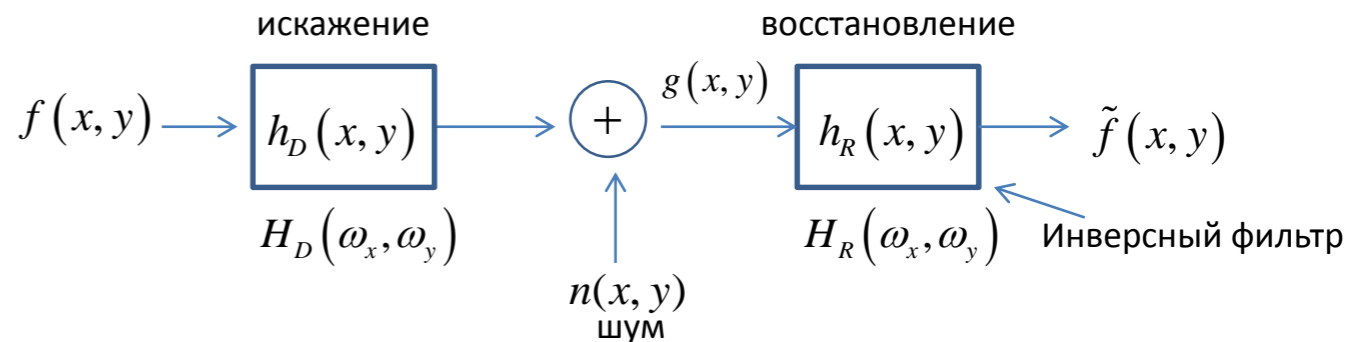 искажение
восстановление
f(x, y)
h_D(x, y)
+
g(x, y)
h_R(x, y)
f̃(x, y)
H_D(ω_x, ω_y)
H_R(ω_x, ω_y)
Инверсный фильтр
n(x, y)
шум